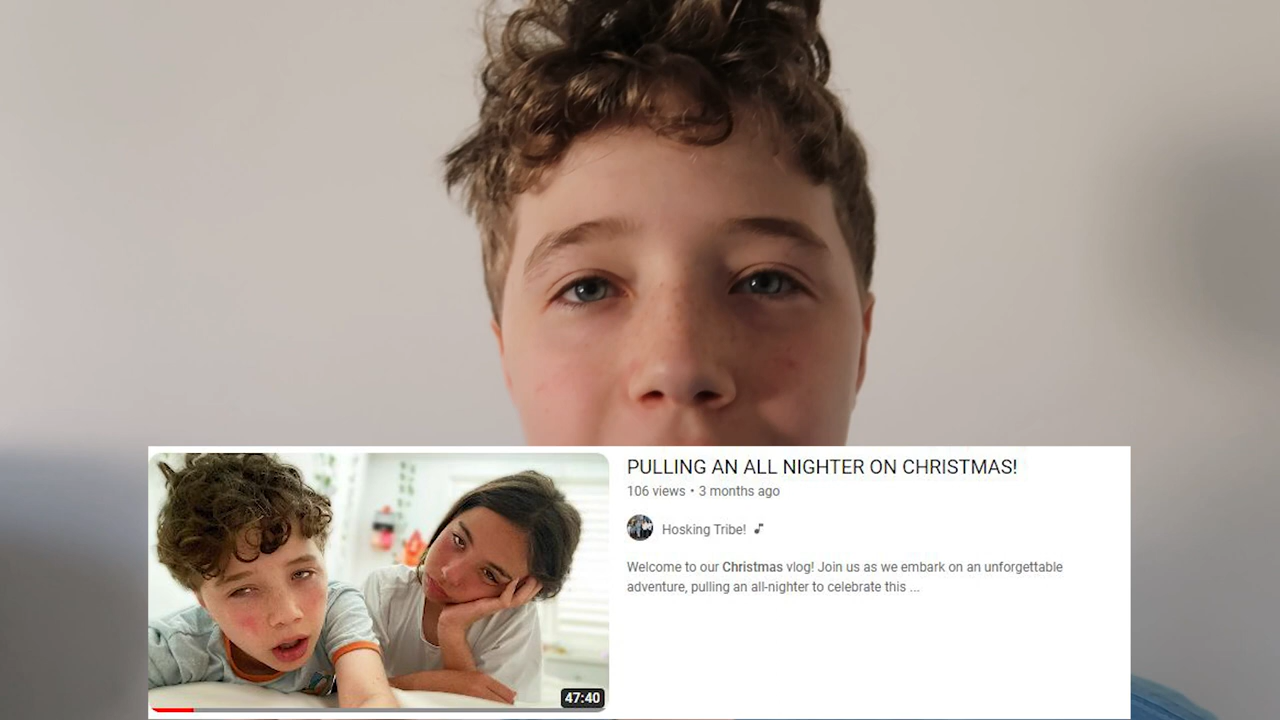 PULLING AN ALL NIGHTER ON CHRISTMAS!
106 views • 3 months ago
Hosking Tribe! ♪
Welcome to our Christmas vlog! Join us as we embark on an unforgettable
adventure, pulling an all-nighter to celebrate this ...
47:40